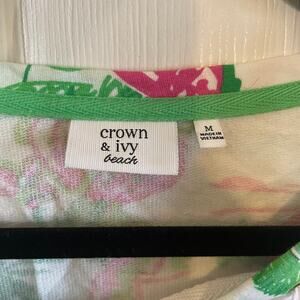 crown
& ivy
beach
M
MADE IN
VIETNAM